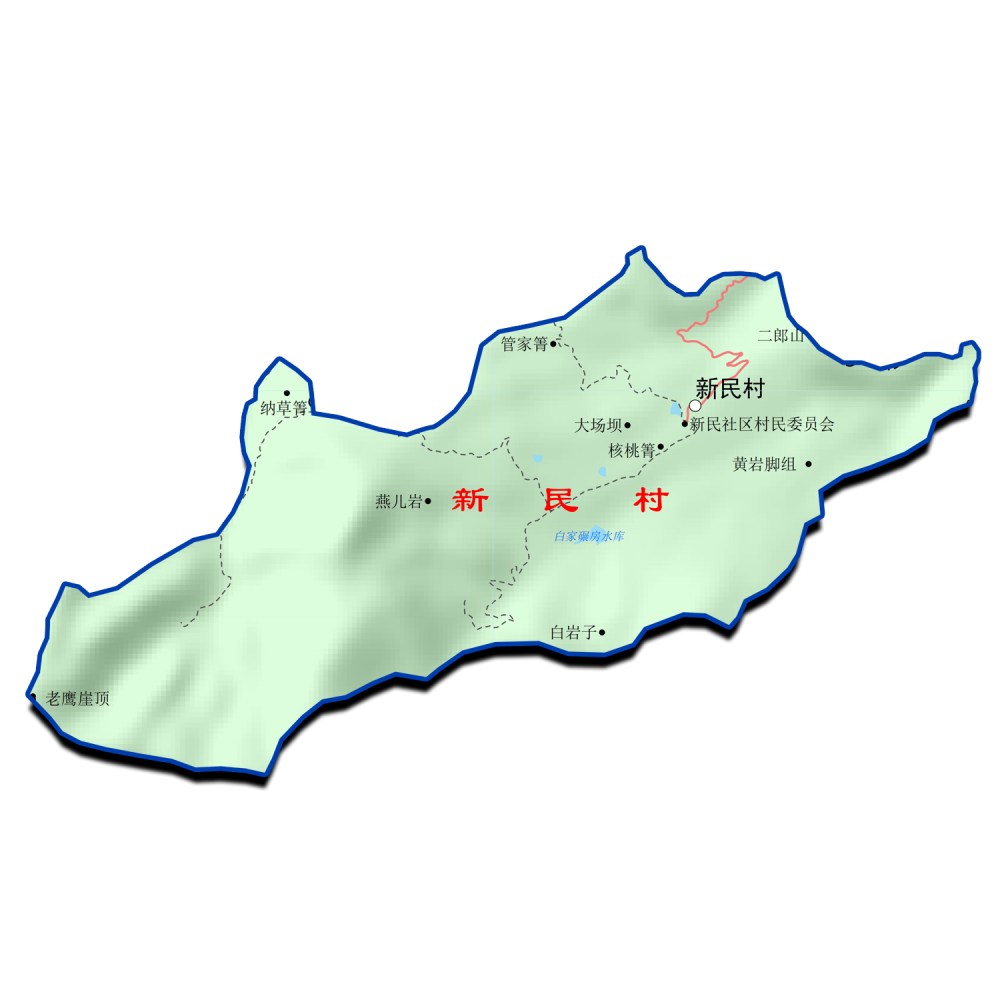 二郎山
管家箐
新民村
纳草箐
大场坝
新民社区村民委员会
核桃箐
黄岩脚组
燕儿岩
新民村
白家碾房水库
白岩子
老鹰崖顶